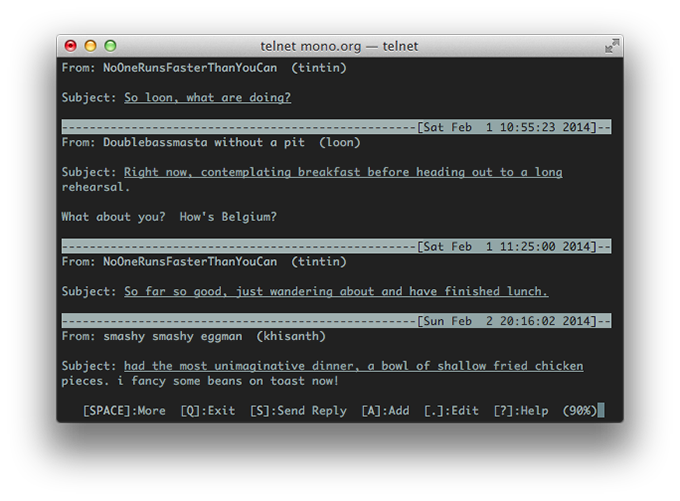 telnet mono.org — telnet
From: NoOneRunsFasterThanYouCan  (tintin)
Subject: So loon, what are doing?
---------------------------------------------------[Sat Feb  1 10:55:23 2014]--
From: Doublebassmasta without a pit  (loon)
Subject: Right now, contemplating breakfast before heading out to a long
rehearsal.
What about you?  How's Belgium?
---------------------------------------------------[Sat Feb  1 11:25:00 2014]--
From: NoOneRunsFasterThanYouCan  (tintin)
Subject: So far so good, just wandering about and have finished lunch.
---------------------------------------------------[Sun Feb  2 20:16:02 2014]--
From: smashy smashy eggman  (khisanth)
Subject: had the most unimaginative dinner, a bowl of shallow fried chicken
pieces. i fancy some beans on toast now!
[SPACE]:More  [Q]:Exit  [S]:Send Reply  [A]:Add  [.]:Edit  [?]:Help  (90%)